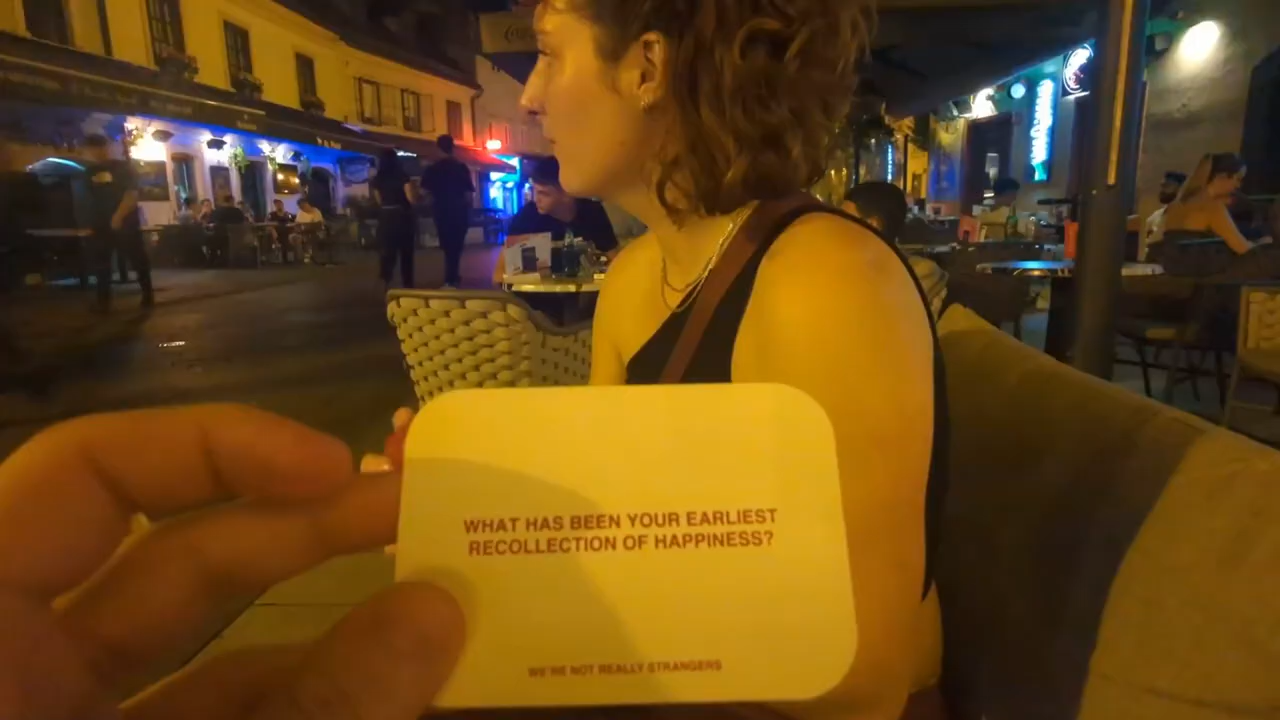 WHAT HAS BEEN YOUR EARLIEST
RECOLLECTION OF HAPPINESS?
WE'RE NOT REALLY STRANGERS